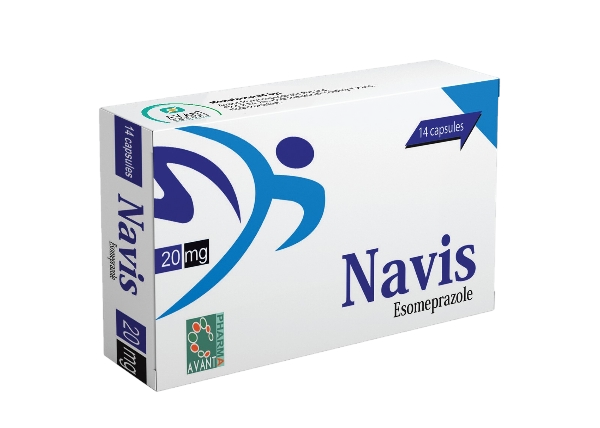 14 capsules
Navis
Esomeprazole
20 mg
PHARMA
AVANT
14 capsules
Navis
Esomeprazole
20 mg